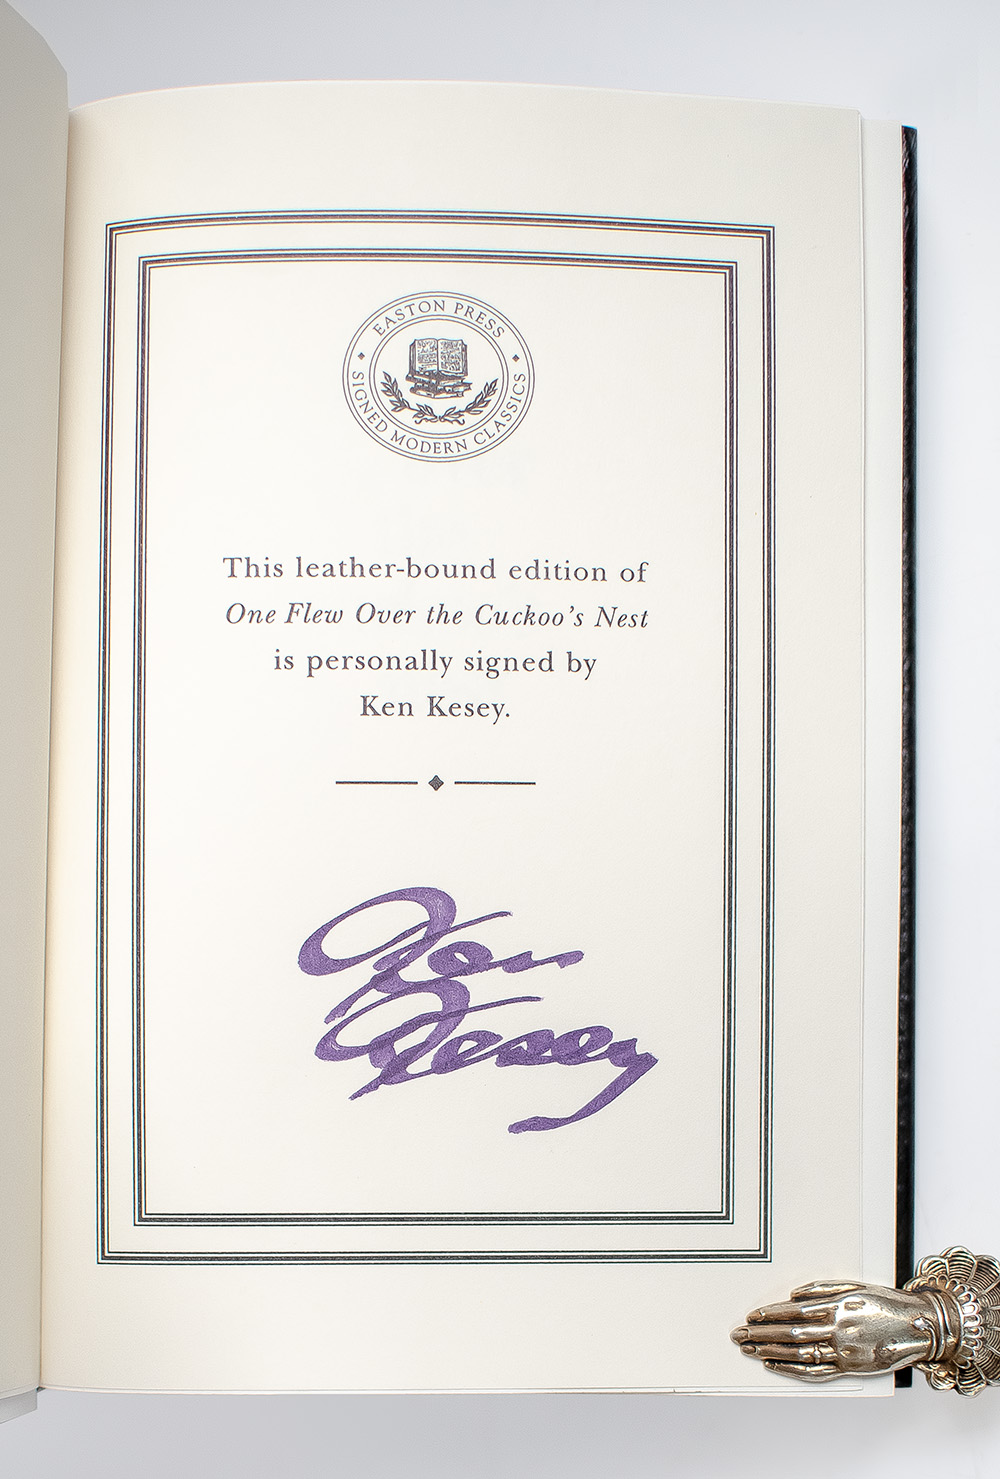 EASTON PRESS
SIGNED MODERN CLASSICS
This leather-bound edition of
One Flew Over the Cuckoo's Nest
is personally signed by
Ken Kesey.
Ken
Kesey